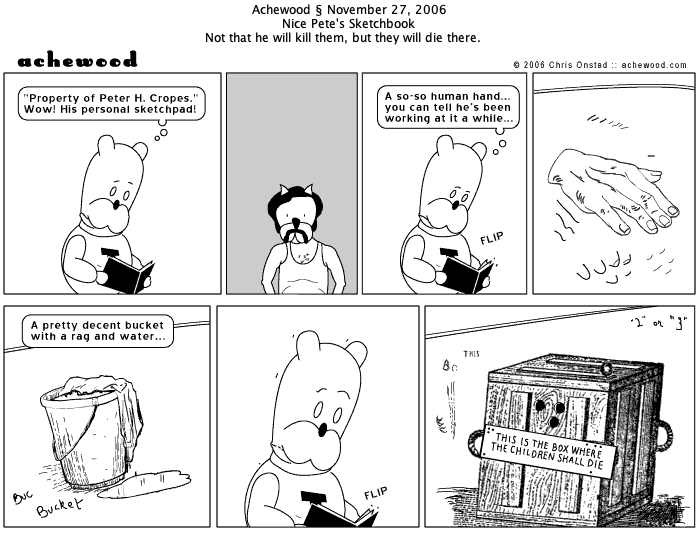 Achewood § November 27, 2006
Nice Pete's Sketchbook
Not that he will kill them, but they will die there.
achewood
© 2006 Chris Onstad :: achewood.com
"Property of Peter H. Cropes."
Wow! His personal sketchpad!
A so-so human hand...
you can tell he's been
working at it a while...
FLIP
A pretty decent bucket
with a rag and water...
BUC
BUCKET
FLIP
"2" or "3"
THIS
THIS IS THE BOX WHERE
THE CHILDREN SHALL DIE